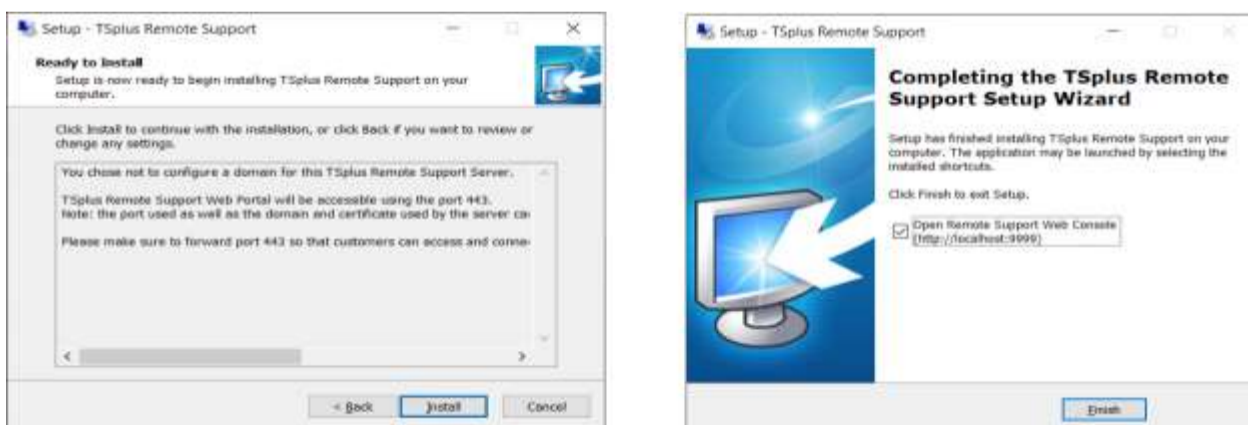 Setup - TSplus Remote Support
Ready to Install
Setup is now ready to begin installing TSplus Remote Support on your
computer.
Click Install to continue with the installation, or click Back if you want to review or
change any settings.
You chose not to configure a domain for this TSplus Remote Support Server.
TSplus Remote Support Web Portal will be accessible using the port 443.
Note: the port used as well as the domain and certificate used by the server can
Please make sure to forward port 443 so that customers can access and conne
< Back
Install
Cancel
Setup - TSplus Remote Support
Completing the TSplus Remote
Support Setup Wizard
Setup has finished installing TSplus Remote Support on your
computer. The application may be launched by selecting the
installed shortcuts.
Click Finish to exit Setup.
Open Remote Support Web Console
(http://localhost:9999)
Finish